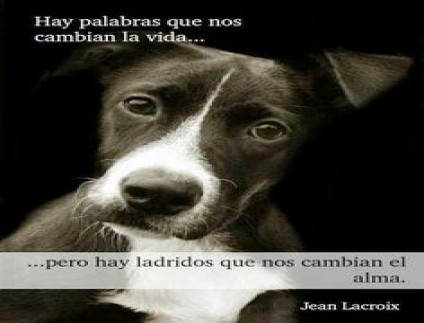 Hay palabras que nos
cambian la vida...
...pero hay ladridos que nos cambian el
alma.
Jean Lacroix